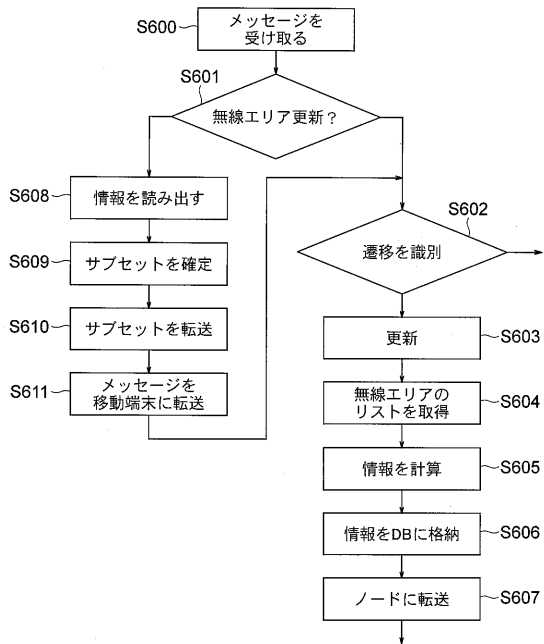 S600
メッセージを
受け取る
S601
無線エリア更新？
S608
情報を読み出す
S609
サブセットを確定
S610
サブセットを転送
S611
メッセージを
移動端末に転送
S602
遷移を識別
更新
S603
無線エリアの
リストを取得
S604
情報を計算
S605
情報をDBに格納
S606
ノードに転送
S607